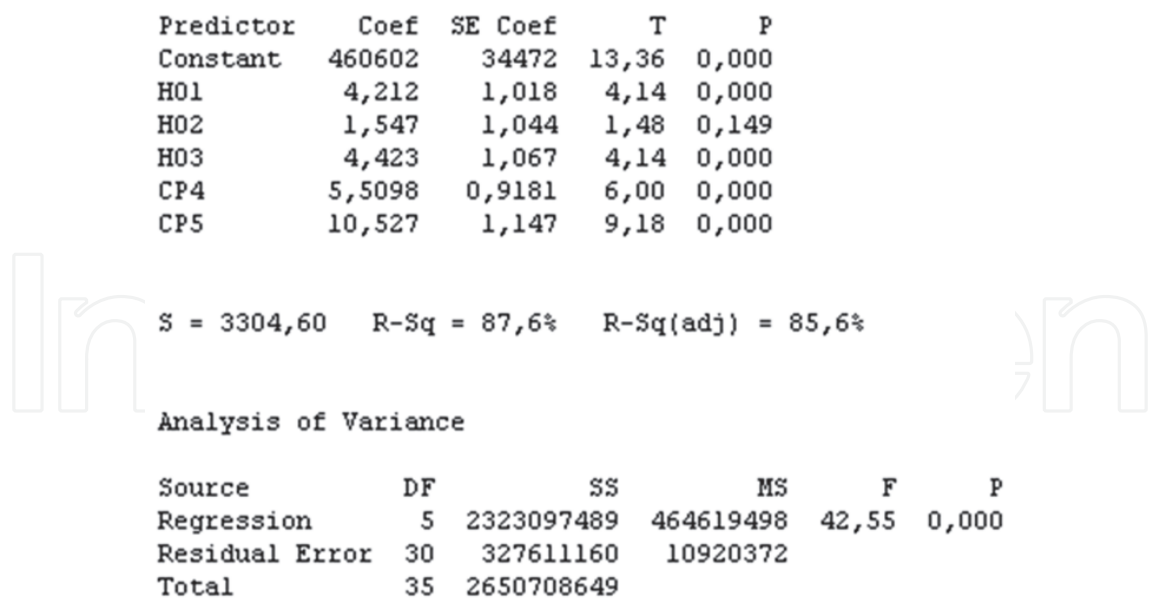 Predictor Coef SE Coef T P
Constant 460602 34472 13,36 0,000
HO1 4,212 1,018 4,14 0,000
HO2 1,547 1,044 1,48 0,149
HO3 4,423 1,067 4,14 0,000
CP4 5,5098 0,9181 6,00 0,000
CP5 10,527 1,147 9,18 0,000
S = 3304,60 R-Sq = 87,6% R-Sq(adj) = 85,6%
Analysis of Variance
Source DF SS MS F P
Regression 5 2323097489 464619498 42,55 0,000
Residual Error 30 327611160 10920372
Total 35 2650708649